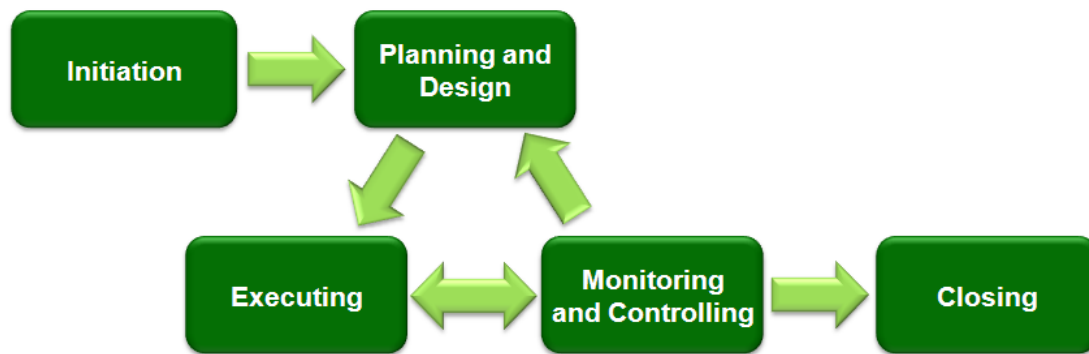 Initiation
Planning and
Design
Executing
Monitoring
and Controlling
Closing